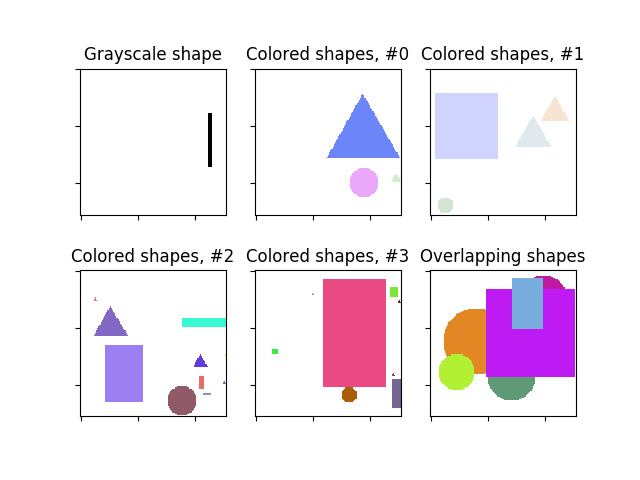 Grayscale shape
Colored shapes, #0
Colored shapes, #1
Colored shapes, #2
Colored shapes, #3
Overlapping shapes